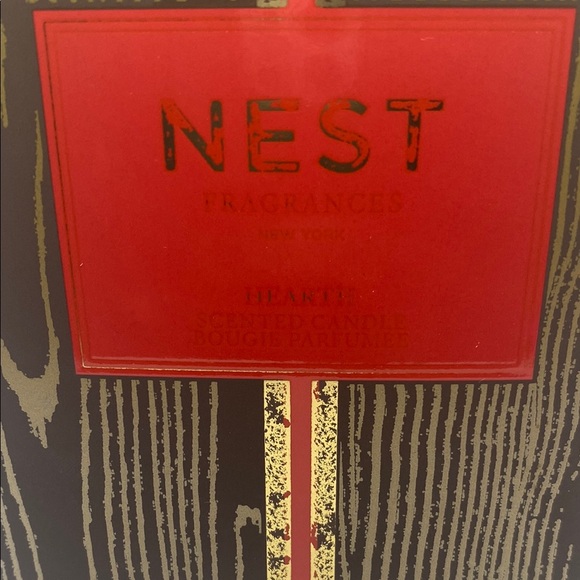 NEST
FRAGRANCES
NEW YORK
HEARTH
SCENTED CANDLE
BOUGIE PARFUMÉE